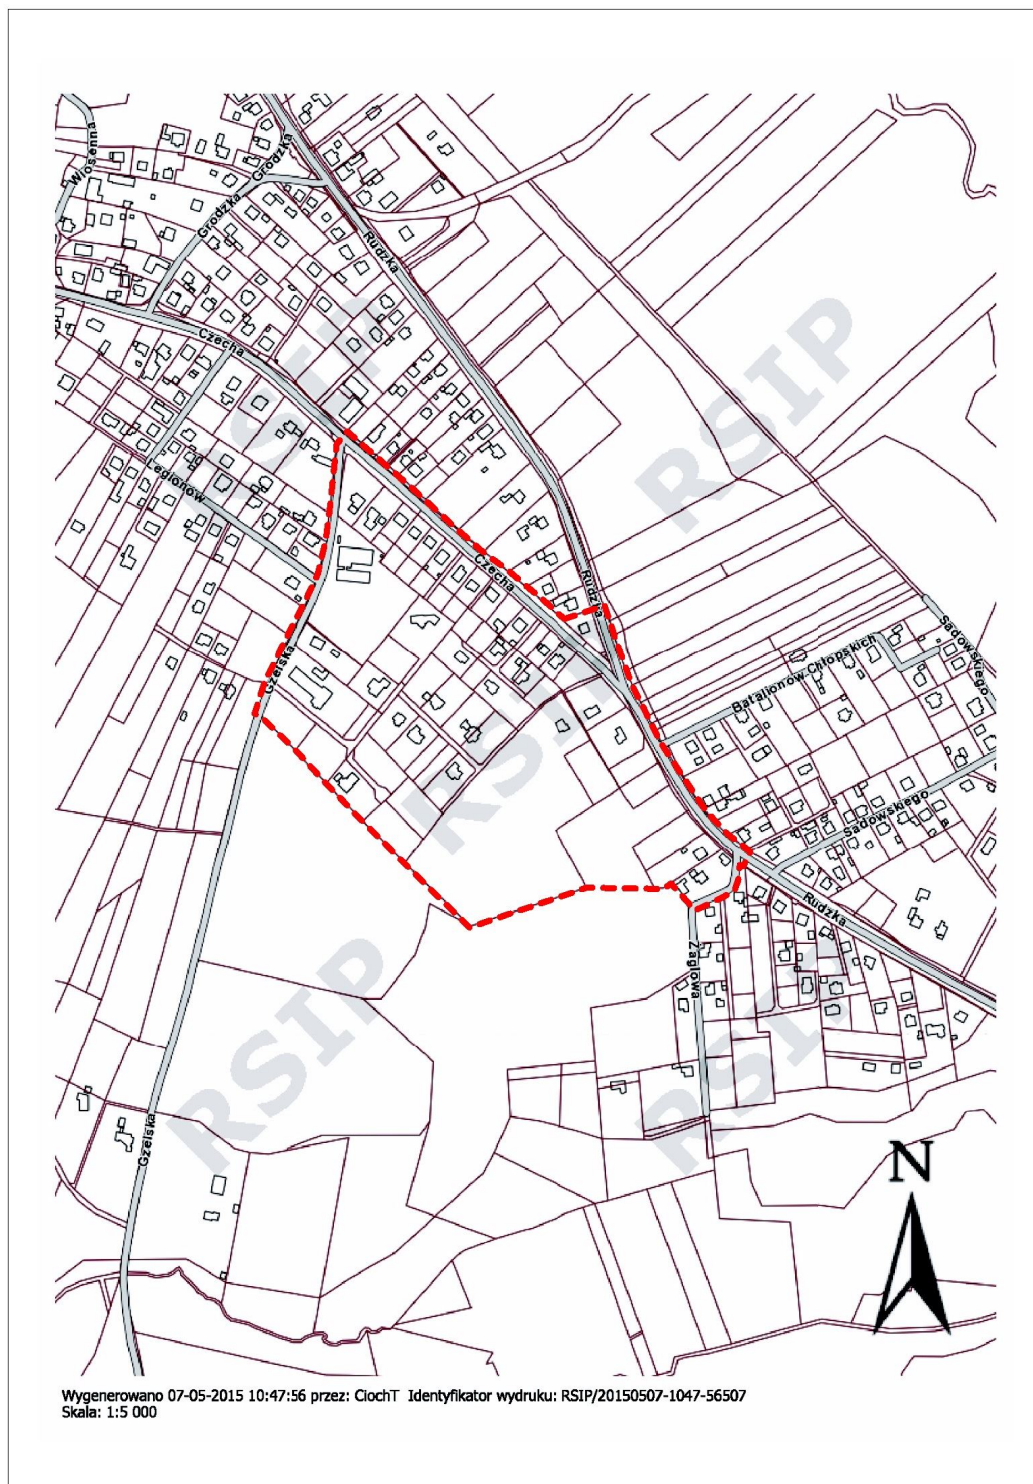 Wiosenna
Grodzka
Grodzka
Rudzka
Czecha
Legionów
Czecha
Rudzka
Gzelska
Batalionów Chłopskich
Sadowskiego
Sadowskiego
Rudzka
Żaglowa
Gzelska
RSIP
RSIP
RSIP
RSIP
RSIP
N
Wygenerowano 07-05-2015 10:47:56 przez: CiochT Identyfikator wydruku: RSIP/20150507-1047-56507
Skala: 1:5 000